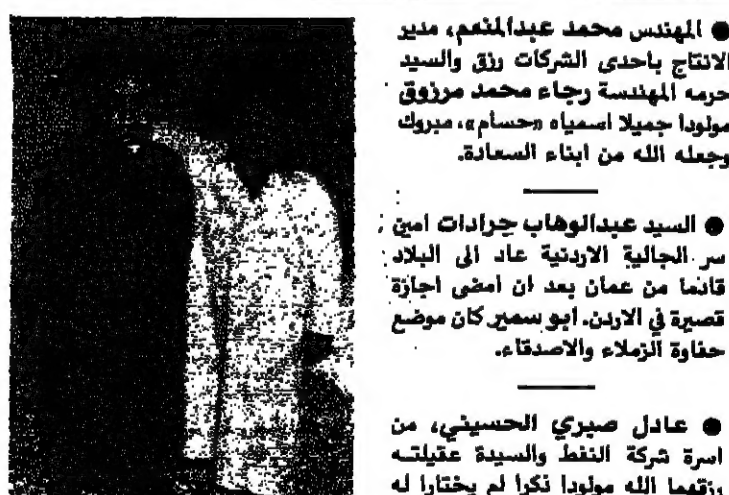 ● المهندس محمد عبدالمنعم، مدير
الانتاج باحدى الشركات رزق والسيد
حرمه المهندسة رجاء محمد مرزوق
مولودا جميلا اسمياه «حسام»، مبروك
وجعله الله من ابناء السعادة.
● السيد عبدالوهاب جرادات امين
سر الجالية الاردنية عاد الى البلاد
قادما من عمان بعد ان امضى اجازة
قصيرة في الاردن. ابو سمير كان موضع
حفاوة الزملاء والاصدقاء.
● عادل صبري الحسيني، من
اسرة شركة النفط والسيدة عقيلته
رزقهما الله مولودا ذكرا لم يختارا له